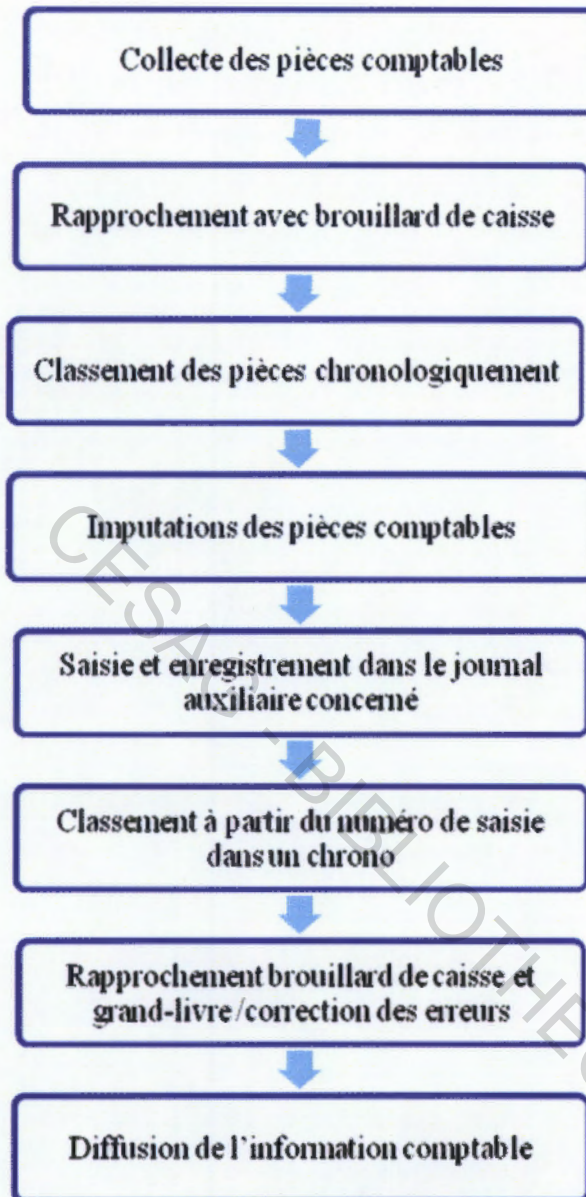 Collecte des pièces comptables
Rapprochement avec brouillard de caisse
Classement des pièces chronologiquement
Imputations des pièces comptables
Saisie et enregistrement dans le journal
auxiliaire concerné
Classement à partir du numéro de saisie
dans un chrono
Rapprochement brouillard de caisse et
grand-livre/correction des erreurs
Diffusion de l'information comptable
CESAG - BIBLIOTHEQ